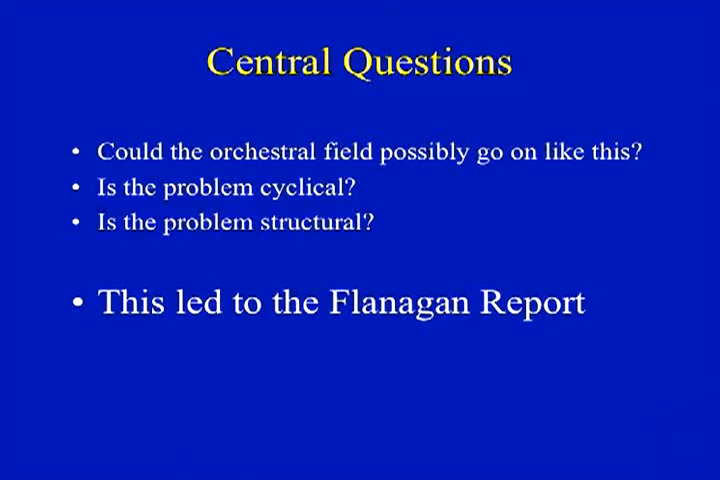 Central Questions
• Could the orchestral field possibly go on like this?
• Is the problem cyclical?
• Is the problem structural?
• This led to the Flanagan Report